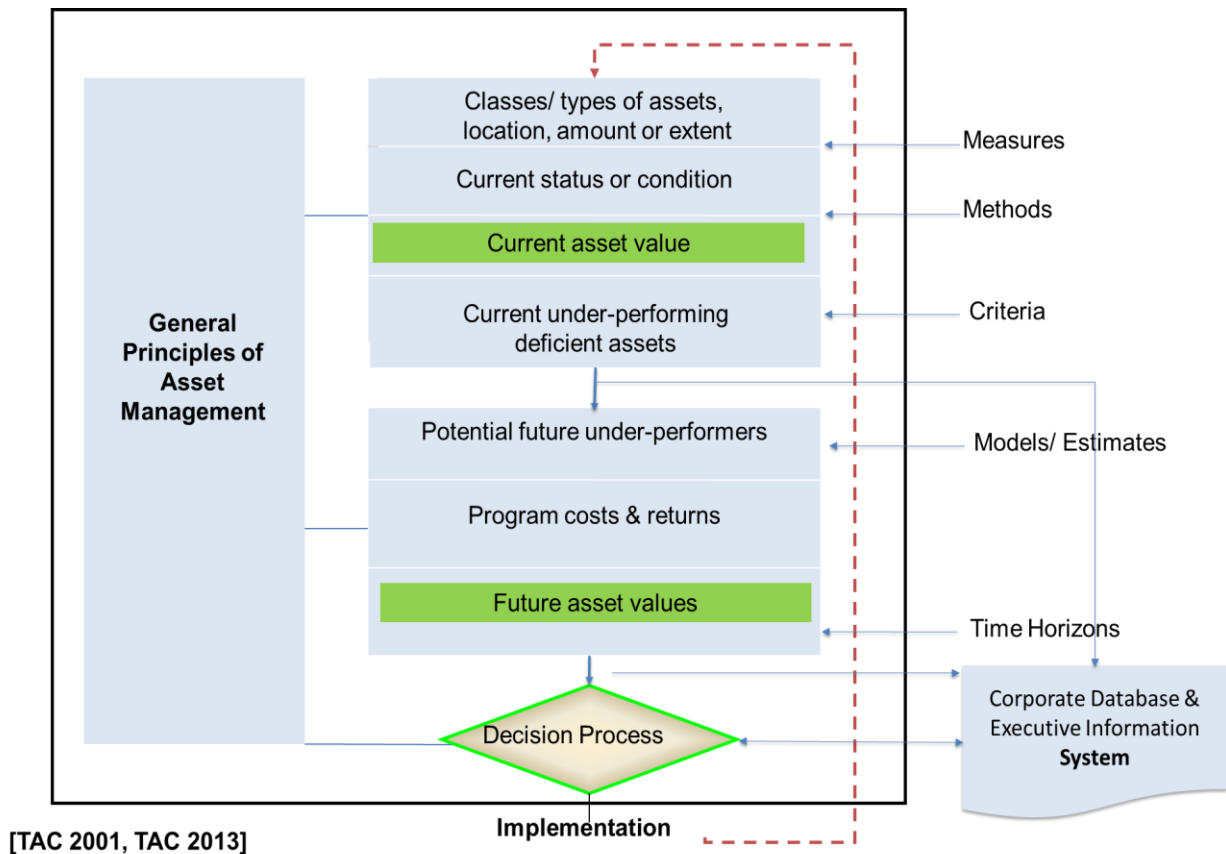 Classes/ types of assets,
location, amount or extent
Measures
Current status or condition
Methods
Current asset value
General
Principles of
Asset
Management
Current under-performing
deficient assets
Criteria
Potential future under-performers
Models/ Estimates
Program costs & returns
Future asset values
Time Horizons
Corporate Database &
Executive Information
System
Decision Process
Implementation
[TAC 2001, TAC 2013]